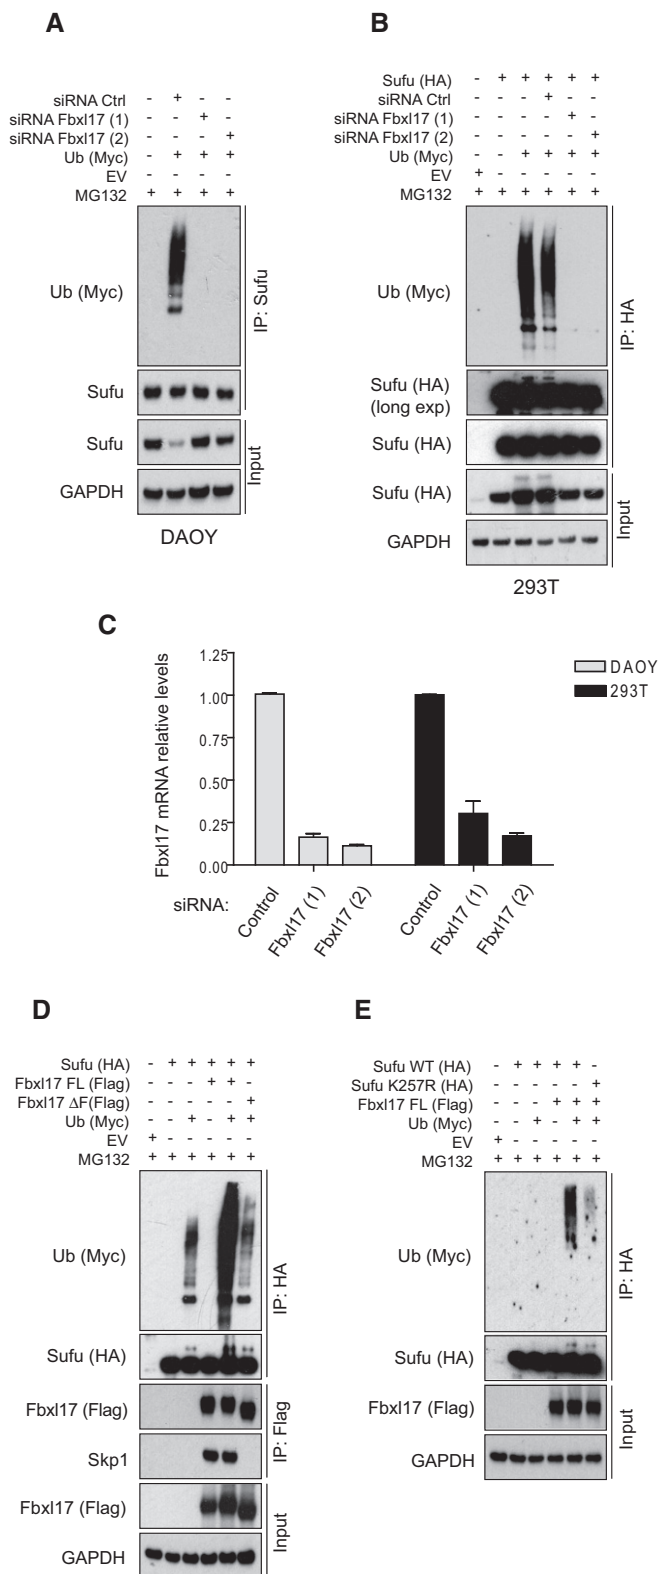 A
siRNA Ctrl - + - -
siRNA Fbxl17 (1) - - + -
siRNA Fbxl17 (2) - - - +
Ub (Myc) - + + +
EV - - - -
MG132 + + + +
Ub (Myc)
IP: Sufu
Sufu
Sufu
Input
GAPDH
DAOY
B
Sufu (HA) - + + + + +
siRNA Ctrl - - - + - -
siRNA Fbxl17 (1) - - - - + -
siRNA Fbxl17 (2) - - - - - +
Ub (Myc) - - + + + +
EV + - - - - -
MG132 + + + + + +
Ub (Myc)
IP: HA
Sufu (HA)
(long exp)
Sufu (HA)
Sufu (HA)
Input
GAPDH
293T
C
Fbxl17 mRNA relative levels
1.25
1.00
0.75
0.50
0.25
0.00
DAOY
293T
siRNA:
Control
Fbxl17 (1)
Fbxl17 (2)
Control
Fbxl17 (1)
Fbxl17 (2)
D
Sufu (HA) - + + + + +
Fbxl17 FL (Flag) - - - + + -
Fbxl17 ΔF(Flag) - - - - - +
Ub (Myc) - - + - + +
EV + - - - - -
MG132 + + + + + +
Ub (Myc)
IP: HA
Sufu (HA)
Fbxl17 (Flag)
IP: Flag
Skp1
Fbxl17 (Flag)
Input
GAPDH
E
Sufu WT (HA) - + + + + -
Sufu K257R (HA) - - - - - +
Fbxl17 FL (Flag) - - - + + +
Ub (Myc) - - + - + +
EV + - - - - -
MG132 + + + + + +
Ub (Myc)
IP: HA
Sufu (HA)
Fbxl17 (Flag)
Input
GAPDH